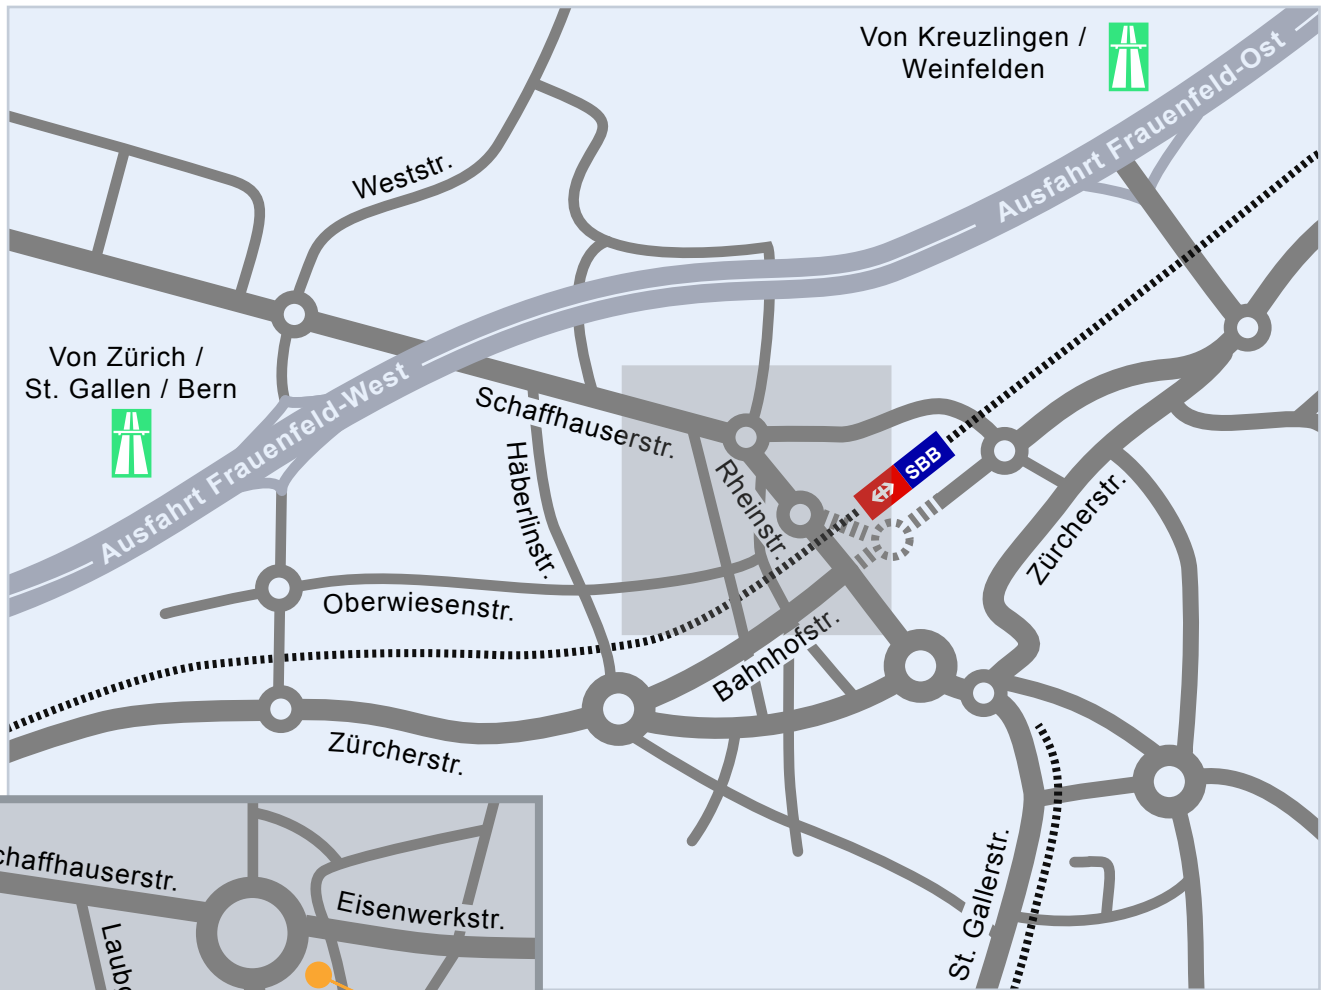 Von Kreuzlingen /
Weinfelden
Ausfahrt Frauenfeld-Ost
Weststr.
Von Zürich /
St. Gallen / Bern
Ausfahrt Frauenfeld-West
Schaffhauserstr.
Häberlinstr.
Rheinstr.
SBB
Zürcherstr.
Oberwiesenstr.
Bahnhofstr.
Zürcherstr.
St. Gallerstr.
chaffhauserstr.
Eisenwerkstr.
Laube